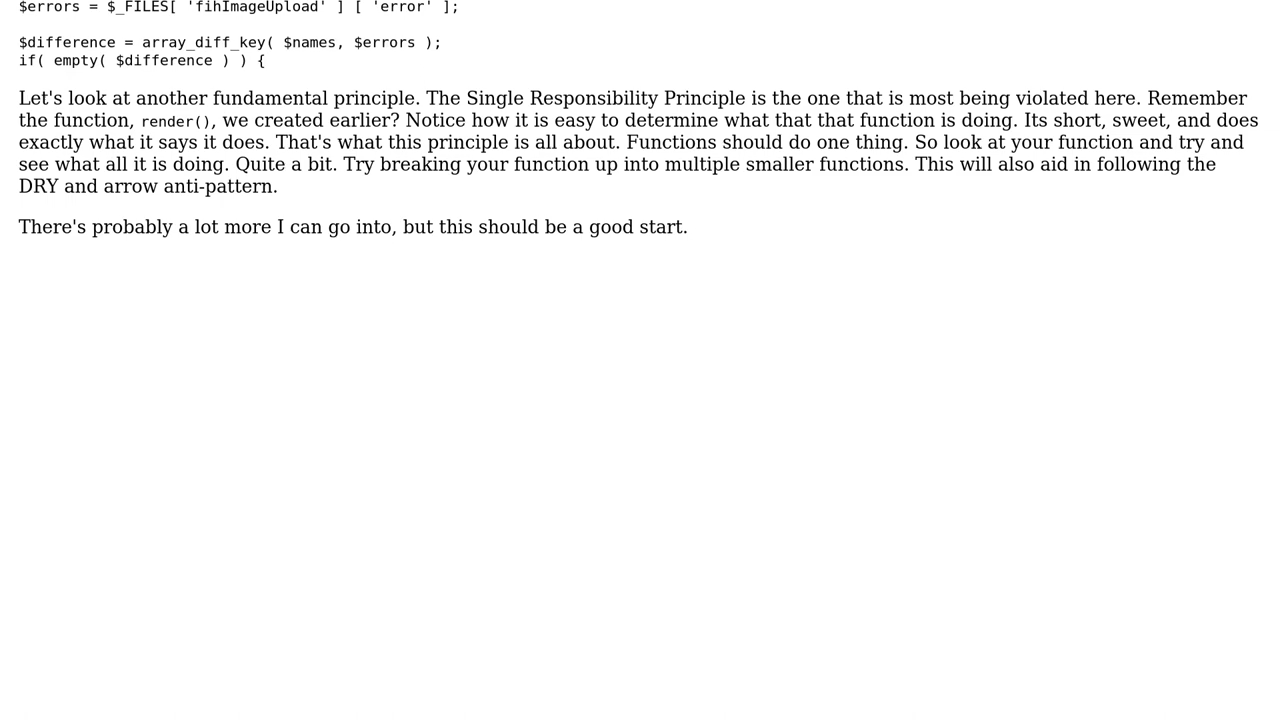 $errors = $_FILES[ 'fihImageUpload' ] [ 'error' ];
$difference = array_diff_key( $names, $errors );
if( empty( $difference ) ) {
Let's look at another fundamental principle. The Single Responsibility Principle is the one that is most being violated here. Remember
the function, render(), we created earlier? Notice how it is easy to determine what that that function is doing. Its short, sweet, and does
exactly what it says it does. That's what this principle is all about. Functions should do one thing. So look at your function and try and
see what all it is doing. Quite a bit. Try breaking your function up into multiple smaller functions. This will also aid in following the
DRY and arrow anti-pattern.
There's probably a lot more I can go into, but this should be a good start.